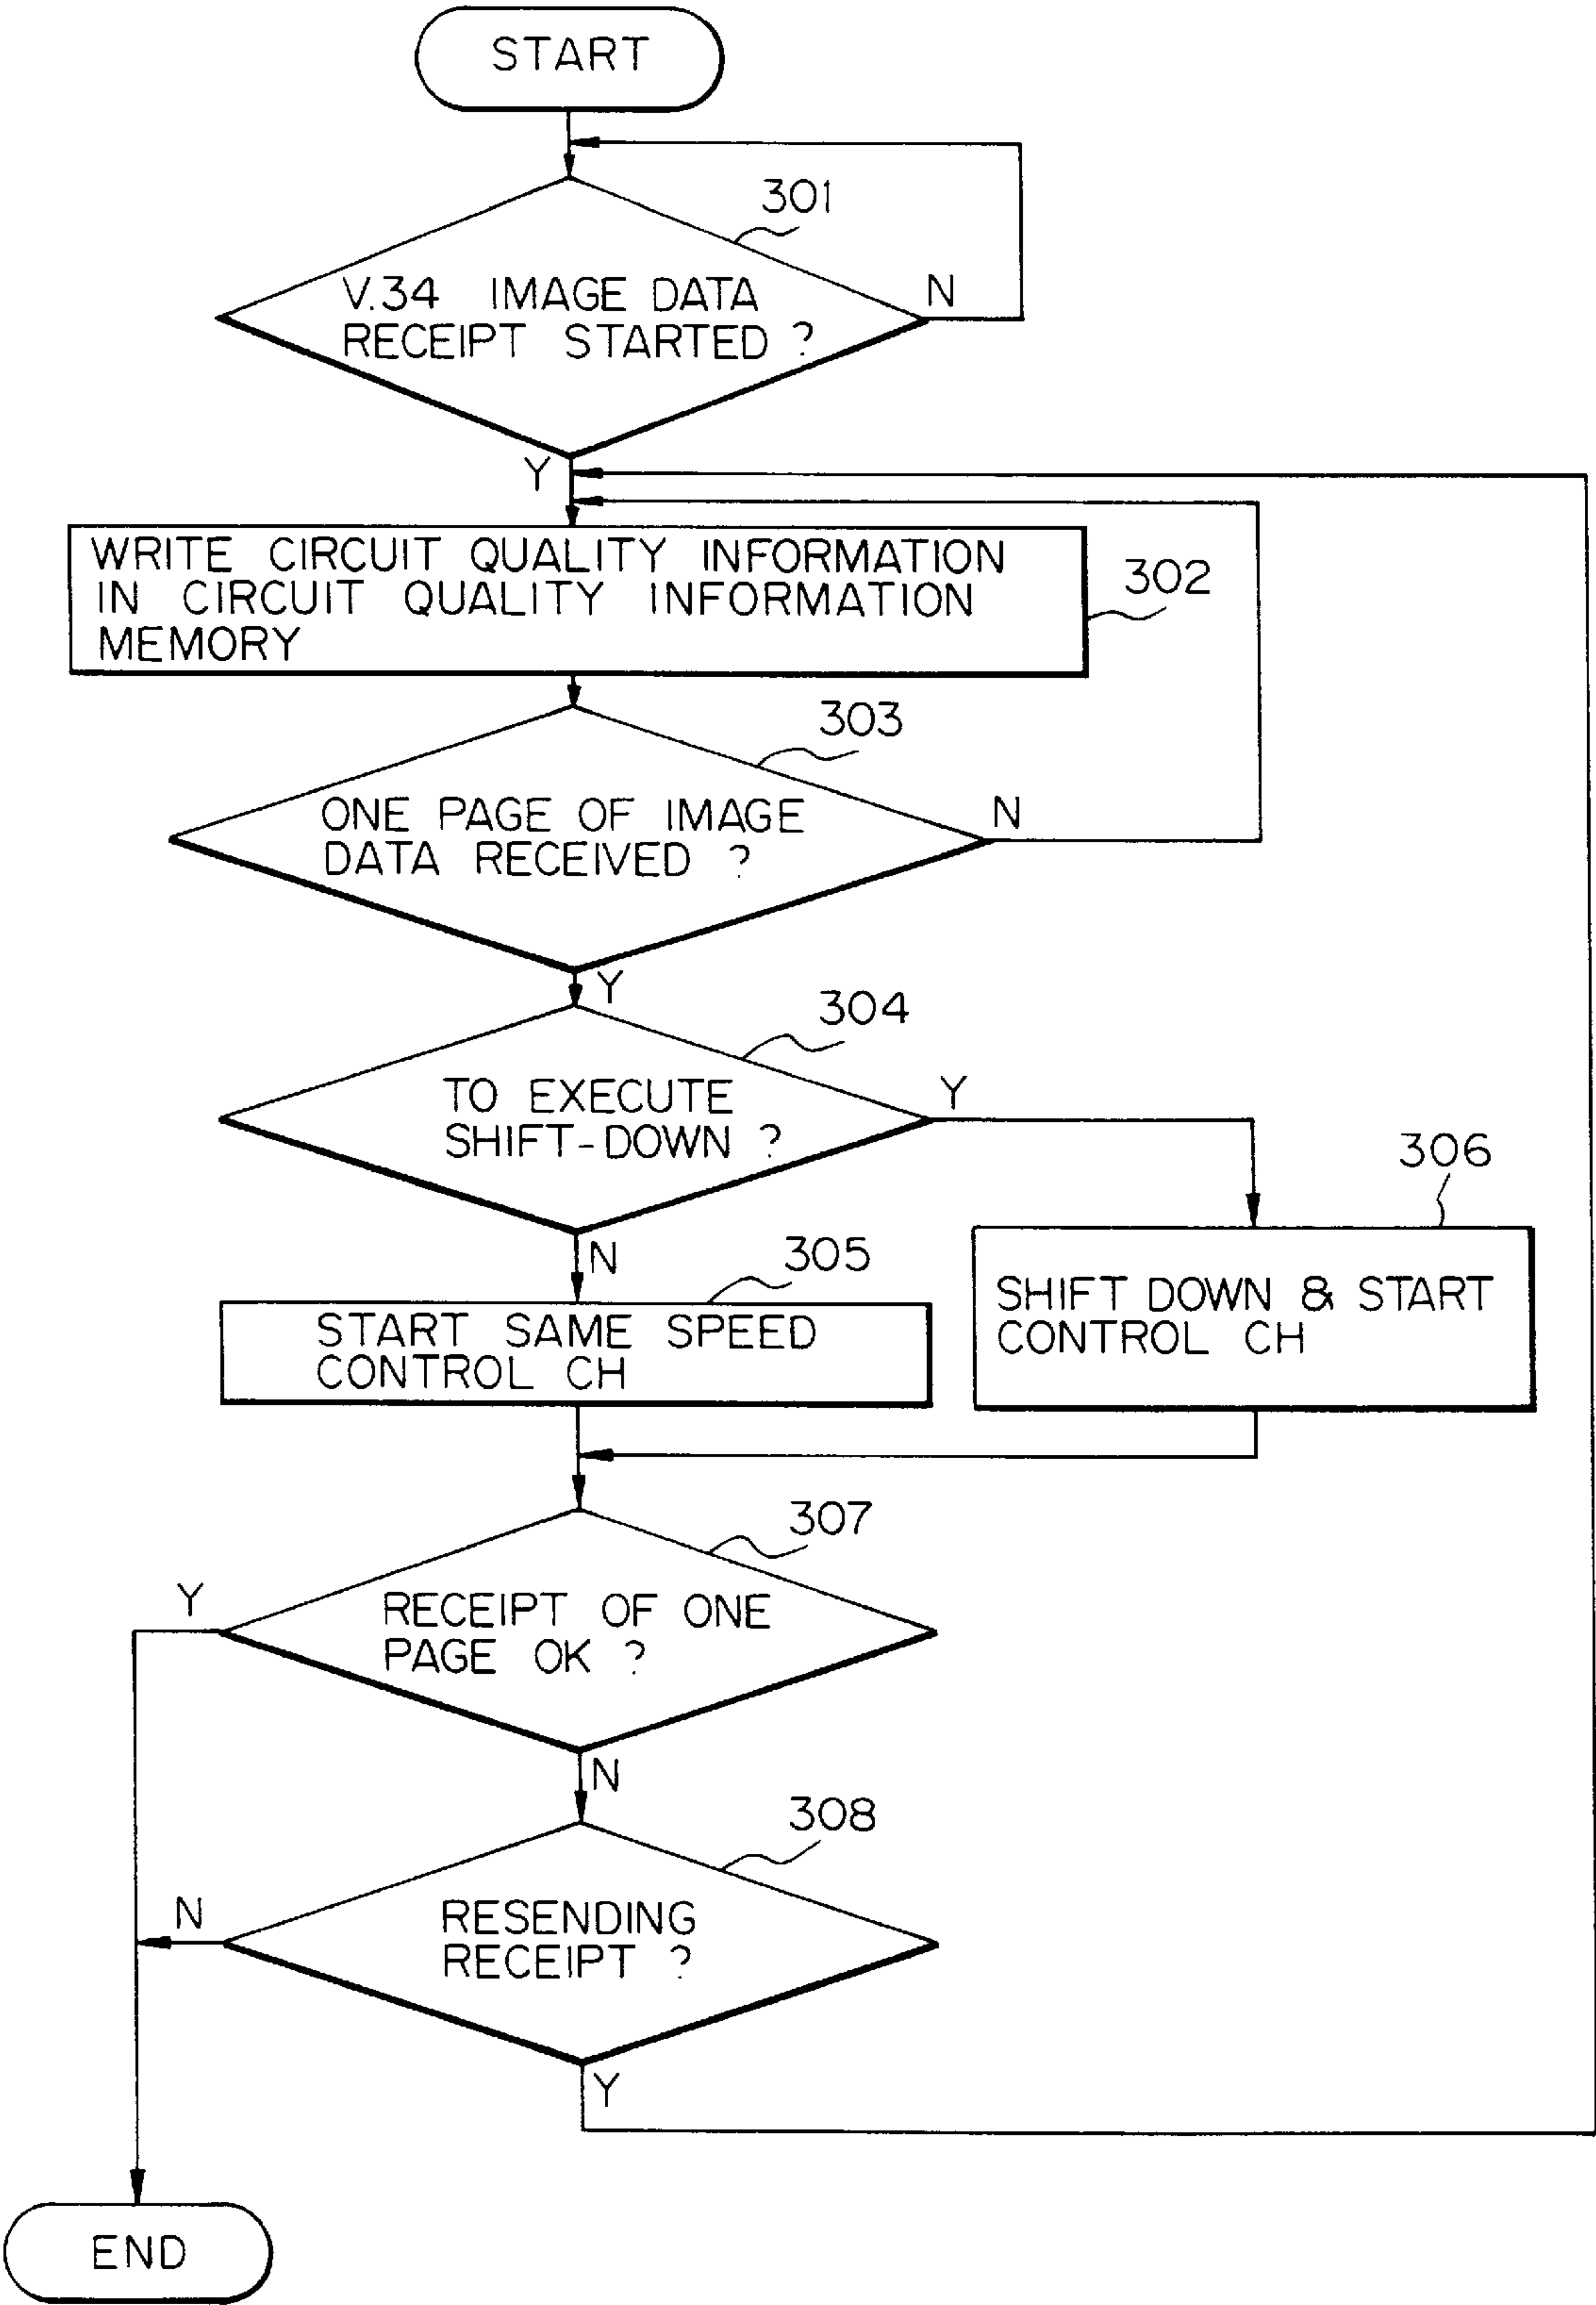 START
301
V.34 IMAGE DATA
RECEIPT STARTED ?
N
Y
WRITE CIRCUIT QUALITY INFORMATION
IN CIRCUIT QUALITY INFORMATION
MEMORY
302
303
ONE PAGE OF IMAGE
DATA RECEIVED ?
N
Y
304
TO EXECUTE
SHIFT-DOWN ?
Y
N
305
START SAME SPEED
CONTROL CH
306
SHIFT DOWN & START
CONTROL CH
307
RECEIPT OF ONE
PAGE OK ?
Y
N
308
RESENDING
RECEIPT ?
N
Y
END